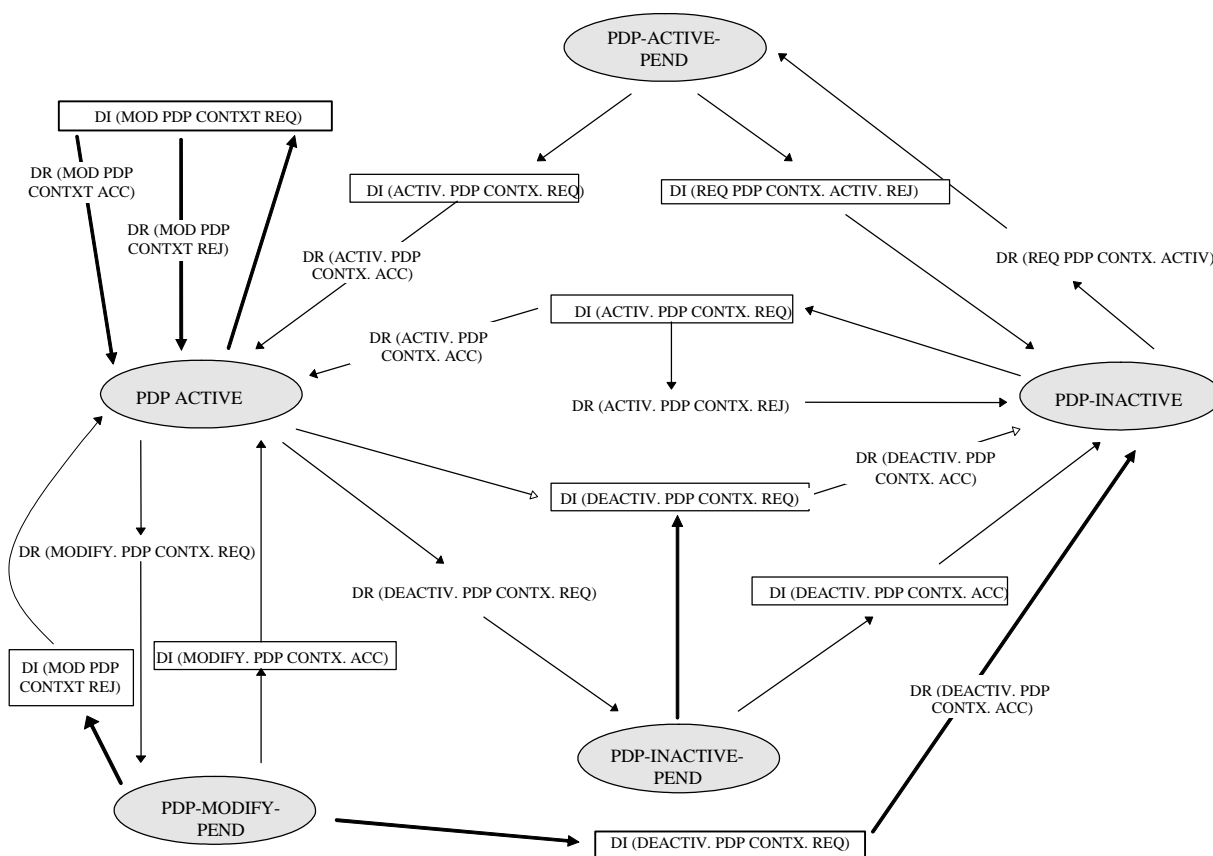 PDP-ACTIVE-
PEND
DI (MOD PDP CONTXT REQ)
DR (MOD PDP
CONTXT ACC)
DI (ACTIV. PDP CONTX. REQ)
DI (REQ PDP CONTX. ACTIV. REJ)
DR (MOD PDP
CONTXT REJ)
DR (ACTIV. PDP
CONTX. ACC)
DR (REQ PDP CONTX. ACTIV)
DI (ACTIV. PDP CONTX. REQ)
DR (ACTIV. PDP
CONTX. ACC)
PDP ACTIVE
DR (ACTIV. PDP CONTX. REJ)
PDP-INACTIVE
DR (DEACTIV. PDP
CONTX. ACC)
DI (DEACTIV. PDP CONTX. REQ)
DR (MODIFY. PDP CONTX. REQ)
DR (DEACTIV. PDP CONTX. REQ)
DI (DEACTIV. PDP CONTX. ACC)
DI (MOD PDP
CONTXT REJ)
DI (MODIFY. PDP CONTX. ACC)
DR (DEACTIV. PDP
CONTX. ACC)
PDP-INACTIVE-
PEND
PDP-MODIFY-
PEND
DI (DEACTIV. PDP CONTX. REQ)